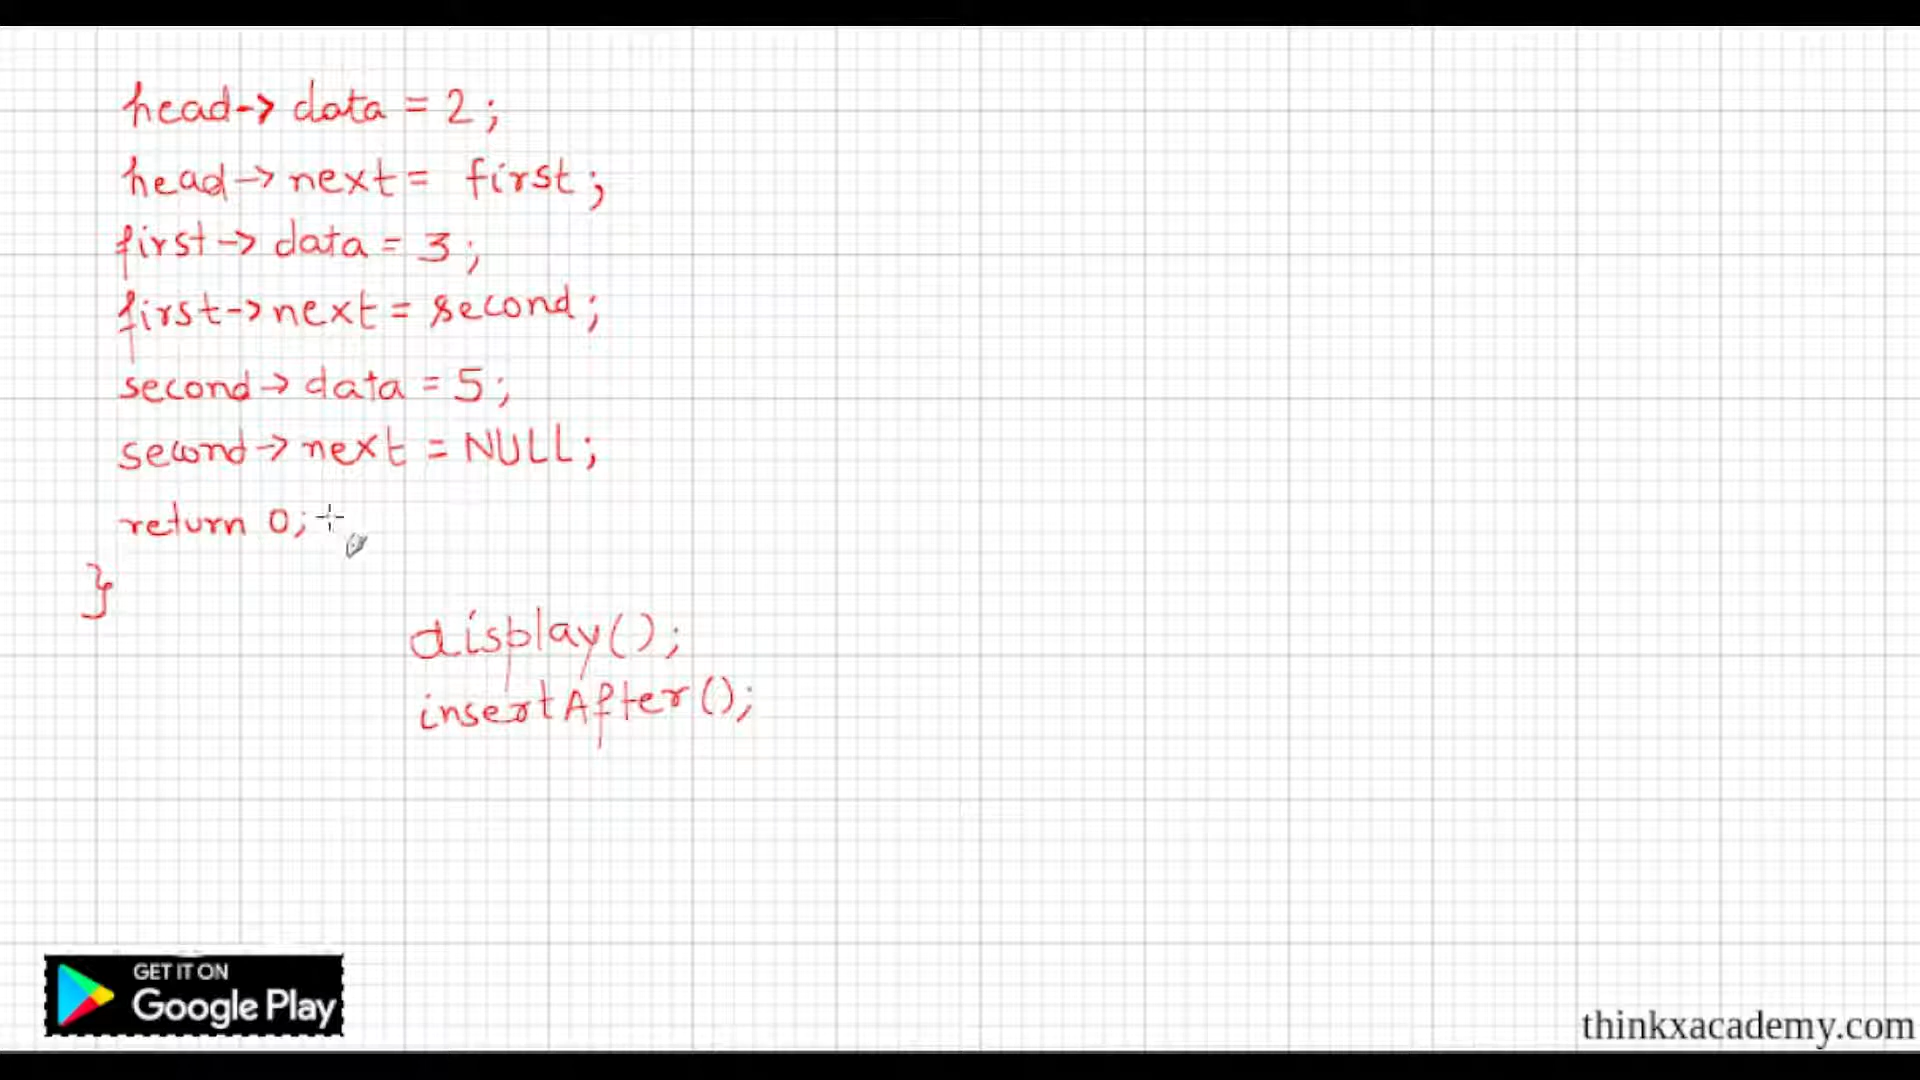 head-> data = 2;
head-> next = first;
first-> data = 3;
first-> next = second;
second-> data = 5;
second-> next = NULL;
return 0;
}
display();
insertAfter();
GET IT ON
Google Play
thinkxacademy.com